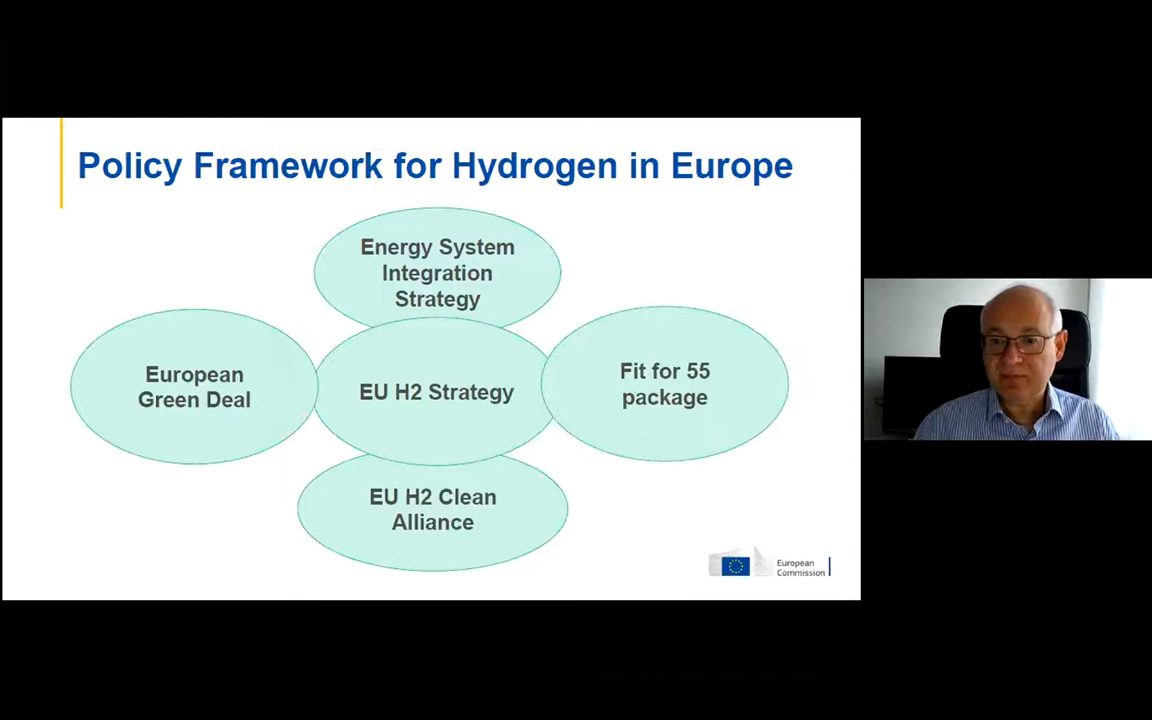 Policy Framework for Hydrogen in Europe
Energy System
Integration
Strategy
European
Green Deal
EU H2 Strategy
Fit for 55
package
EU H2 Clean
Alliance
European
Commission